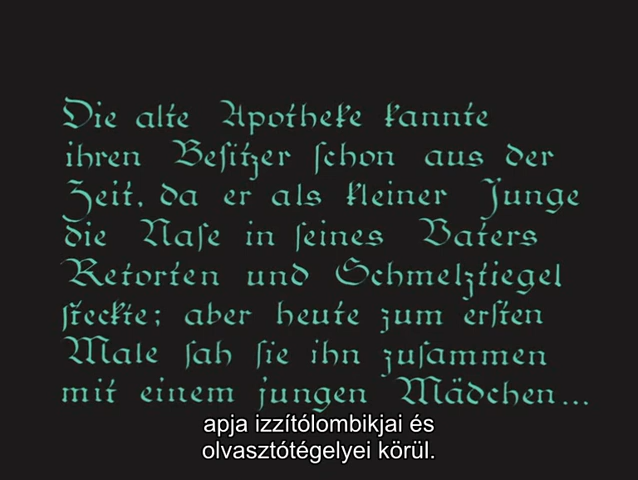 Die alte Apotheke kannte
ihren Beſitzer ſchon aus der
Zeit, da er als kleiner Junge
die Naſe in ſeines Vaters
Retorten und Schmelztiegel
ſteckte; aber heute zum erſten
Male ſah ſie ihn zuſammen
mit einem jungen Mädchen...
apja izzítólombikjai és
olvasztótégelyei körül.